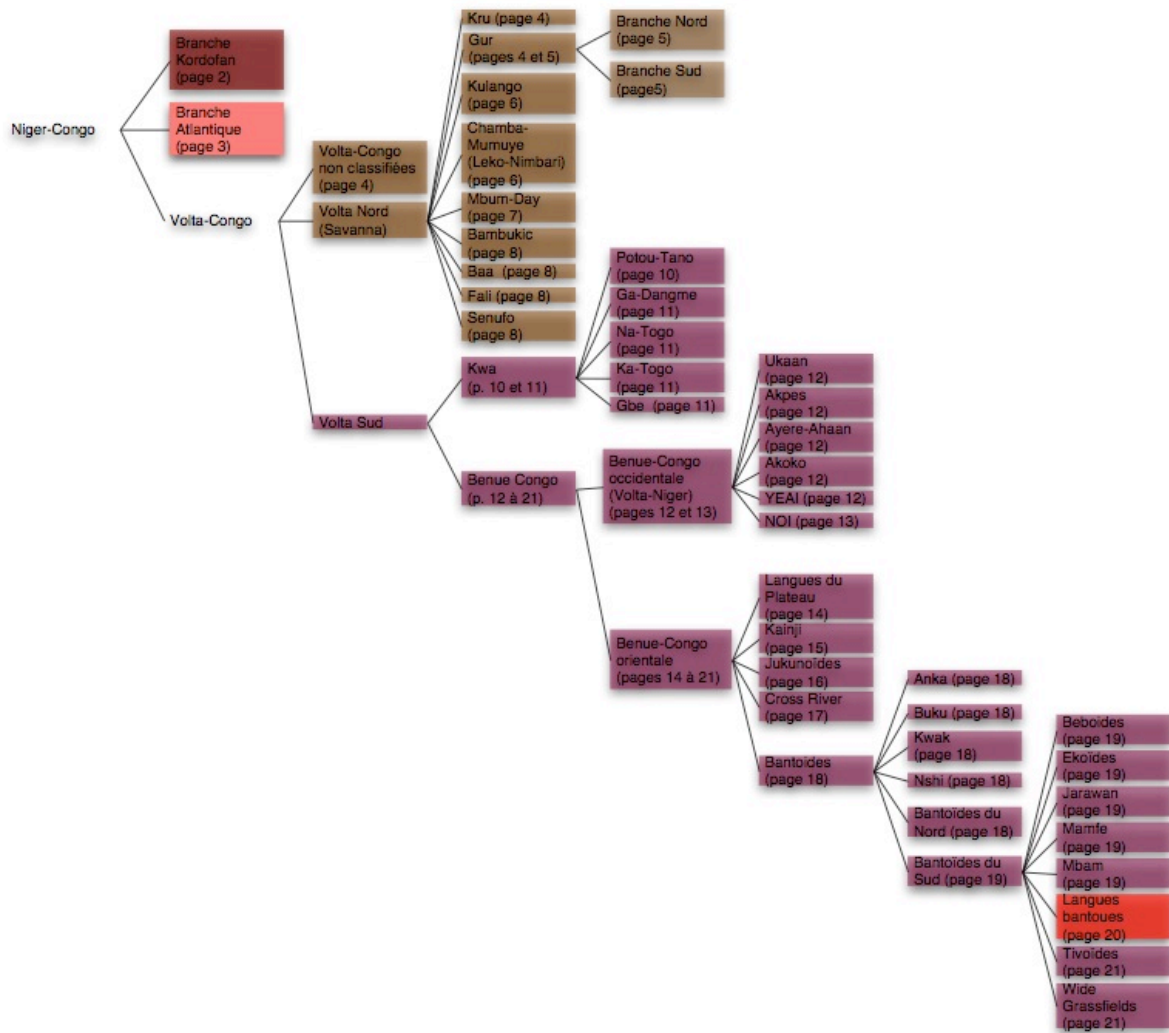 Niger-Congo
Branche
Kordofan
(page 2)
Branche
Atlantique
(page 3)
Volta-Congo
Volta-Congo
non classifiées
(page 4)
Volta Nord
(Savanna)
Volta Sud
Kru (page 4)
Gur
(pages 4 et 5)
Kulango
(page 6)
Chamba-
Mumuye
(Leko-Nimbari)
(page 6)
Mbum-Day
(page 7)
Bambukic
(page 8)
Baa (page 8)
Fali (page 8)
Senufo
(page 8)
Kwa
(p. 10 et 11)
Benue Congo
(p. 12 à 21)
Branche Nord
(page 5)
Branche Sud
(page5)
Potou-Tano
(page 10)
Ga-Dangme
(page 11)
Na-Togo
(page 11)
Ka-Togo
(page 11)
Gbe (page 11)
Benue-Congo
occidentale
(Volta-Niger)
(pages 12 et 13)
Benue-Congo
orientale
(pages 14 à 21)
Ukaan
(page 12)
Akpes
(page 12)
Ayere-Ahaan
(page 12)
Akoko
(page 12)
YEAI (page 12)
NOI (page 13)
Langues du
Plateau
(page 14)
Kainji
(page 15)
Jukunoïdes
(page 16)
Cross River
(page 17)
Bantoïdes
(page 18)
Anka (page 18)
Buku (page 18)
Kwak
(page 18)
Nshi (page 18)
Bantoïdes du
Nord (page 18)
Bantoïdes du
Sud (page 19)
Beboïdes
(page 19)
Ekoïdes
(page 19)
Jarawan
(page 19)
Mamfe
(page 19)
Mbam
(page 19)
Langues
bantoues
(page 20)
Tivoïdes
(page 21)
Wide
Grassfields
(page 21)